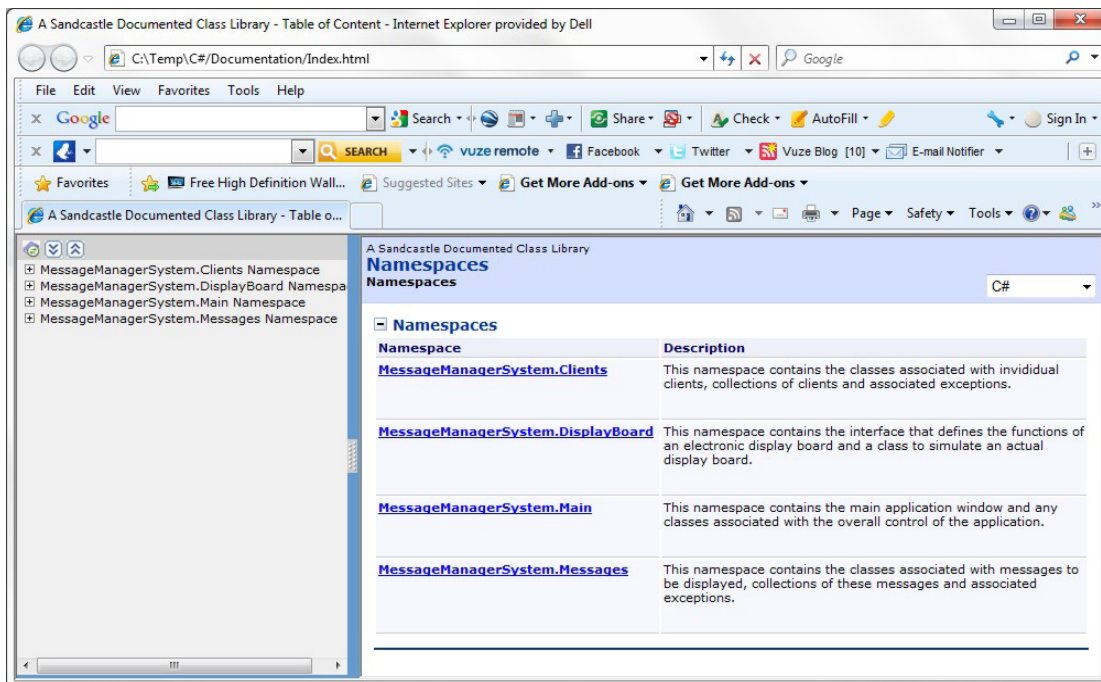 A Sandcastle Documented Class Library - Table of Content - Internet Explorer provided by Dell
C:\Temp\C#/Documentation/Index.html
Google
File Edit View Favorites Tools Help
x Google Search Share Check AutoFill Sign In
x SEARCH vuze remote Facebook Twitter Vuze Blog [10] E-mail Notifier
Favorites Free High Definition Wall... Suggested Sites Get More Add-ons Get More Add-ons
A Sandcastle Documented Class Library - Table o... Page Safety Tools
MessageManagerSystem.Clients Namespace
MessageManagerSystem.DisplayBoard Namespa
MessageManagerSystem.Main Namespace
MessageManagerSystem.Messages Namespace
A Sandcastle Documented Class Library
Namespaces
Namespaces
C#
Namespaces
Namespace Description
MessageManagerSystem.Clients This namespace contains the classes associated with invididual
clients, collections of clients and associated exceptions.
MessageManagerSystem.DisplayBoard This namespace contains the interface that defines the functions of
an electronic display board and a class to simulate an actual
display board.
MessageManagerSystem.Main This namespace contains the main application window and any
classes associated with the overall control of the application.
MessageManagerSystem.Messages This namespace contains the classes associated with messages to
be displayed, collections of these messages and associated
exceptions.